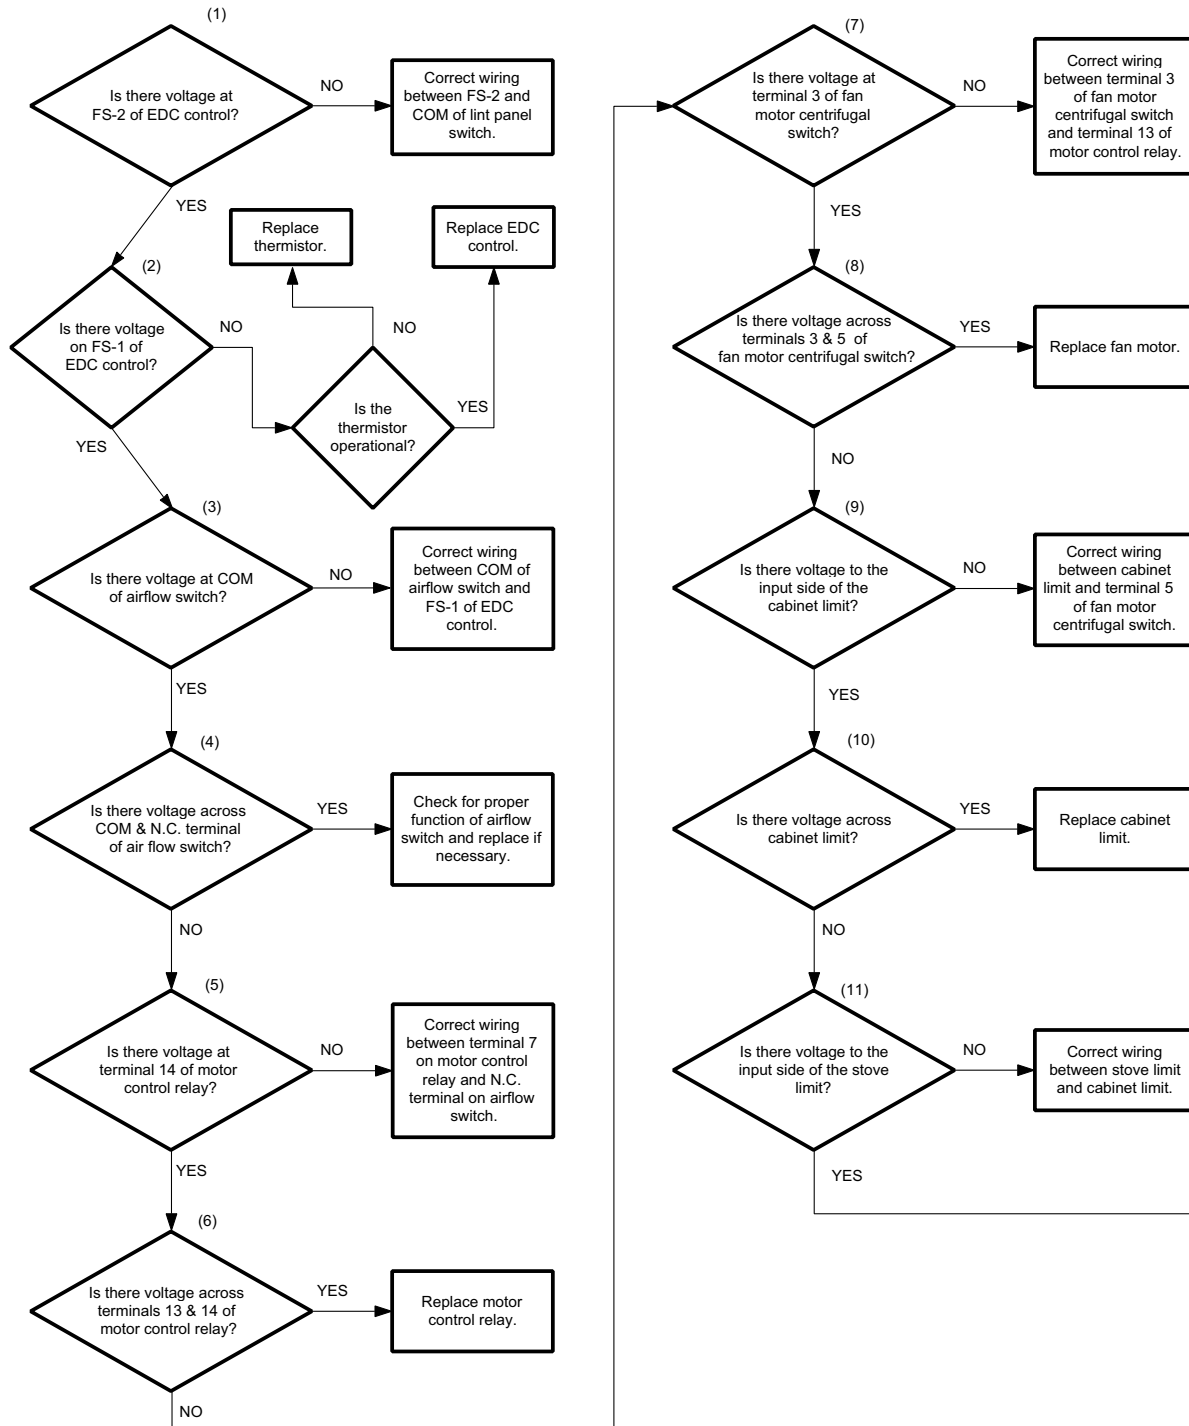 (1)
Is there voltage at
FS-2 of EDC control?
NO
Correct wiring
between FS-2 and
COM of lint panel
switch.
YES
(2)
Is there voltage
on FS-1 of
EDC control?
NO
Replace
thermistor.
Replace EDC
control.
NO
YES
Is the
thermistor
operational?
YES
(3)
Is there voltage at COM
of airflow switch?
NO
Correct wiring
between COM of
airflow switch and
FS-1 of EDC
control.
YES
(4)
Is there voltage across
COM & N.C. terminal
of air flow switch?
YES
Check for proper
function of airflow
switch and replace if
necessary.
NO
(5)
Is there voltage at
terminal 14 of motor
control relay?
NO
Correct wiring
between terminal 7
on motor control
relay and N.C.
terminal on airflow
switch.
YES
(6)
Is there voltage across
terminals 13 & 14 of
motor control relay?
YES
Replace motor
control relay.
NO
(7)
Is there voltage at
terminal 3 of fan
motor centrifugal
switch?
NO
Correct wiring
between terminal 3
of fan motor
centrifugal switch
and terminal 13 of
motor control relay.
YES
(8)
Is there voltage across
terminals 3 & 5 of
fan motor centrifugal switch?
YES
Replace fan motor.
NO
(9)
Is there voltage to the
input side of the
cabinet limit?
NO
Correct wiring
between cabinet
limit and terminal 5
of fan motor
centrifugal switch.
YES
(10)
Is there voltage across
cabinet limit?
YES
Replace cabinet
limit.
NO
(11)
Is there voltage to the
input side of the stove
limit?
NO
Correct wiring
between stove limit
and cabinet limit.
YES